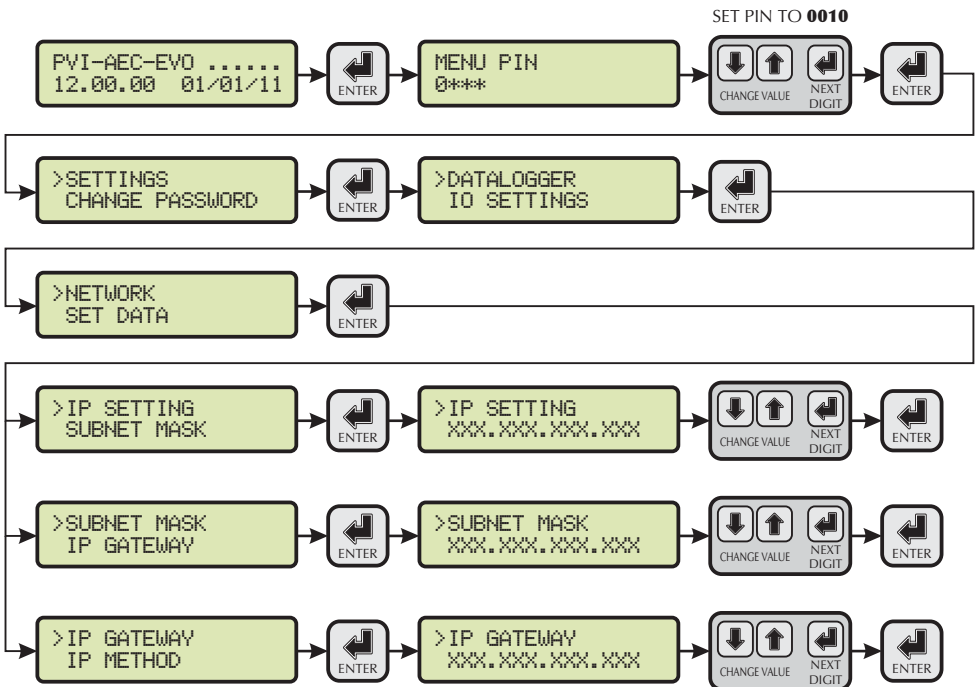 SET PIN TO 0010
PVI-AEC-EVO ......
12.00.00 01/01/11
ENTER
MENU PIN
0***
CHANGE VALUE
NEXT
DIGIT
ENTER
>SETTINGS
CHANGE PASSWORD
ENTER
>DATALOGGER
IO SETTINGS
ENTER
>NETWORK
SET DATA
ENTER
>IP SETTING
SUBNET MASK
ENTER
>IP SETTING
XXX.XXX.XXX.XXX
CHANGE VALUE
NEXT
DIGIT
ENTER
>SUBNET MASK
IP GATEWAY
ENTER
>SUBNET MASK
XXX.XXX.XXX.XXX
CHANGE VALUE
NEXT
DIGIT
ENTER
>IP GATEWAY
IP METHOD
ENTER
>IP GATEWAY
XXX.XXX.XXX.XXX
CHANGE VALUE
NEXT
DIGIT
ENTER